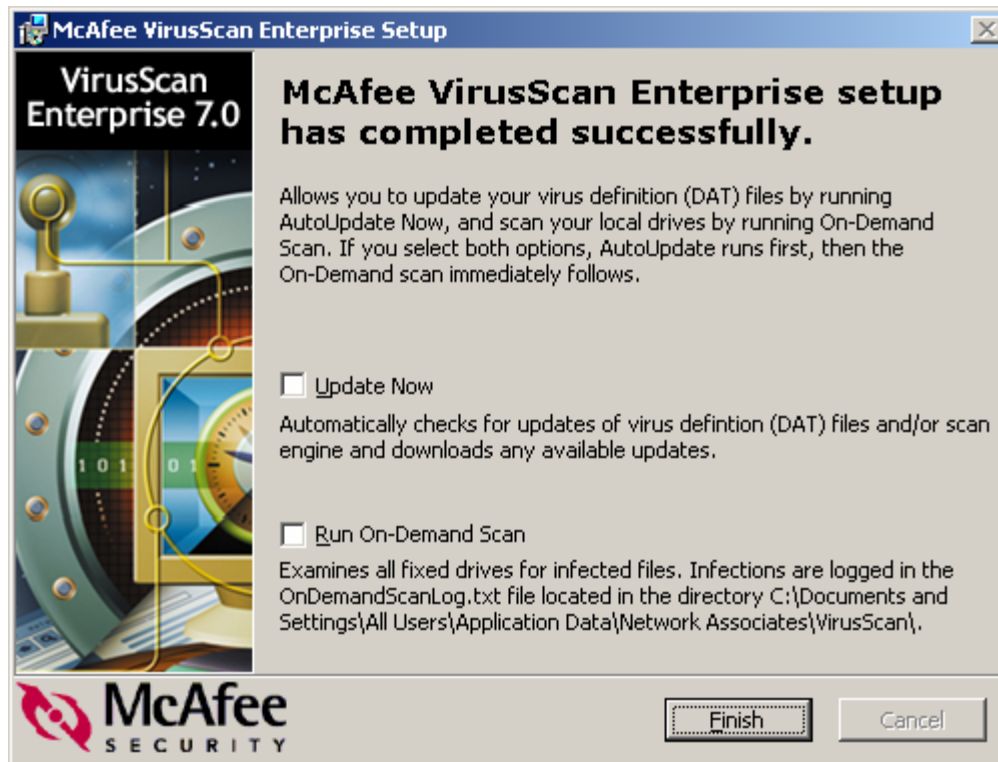 McAfee VirusScan Enterprise Setup
VirusScan
Enterprise 7.0
McAfee VirusScan Enterprise setup
has completed successfully.
Allows you to update your virus definition (DAT) files by running
AutoUpdate Now, and scan your local drives by running On-Demand
Scan. If you select both options, AutoUpdate runs first, then the
On-Demand scan immediately follows.
Update Now
Automatically checks for updates of virus defintion (DAT) files and/or scan
engine and downloads any available updates.
101 01
01
Run On-Demand Scan
Examines all fixed drives for infected files. Infections are logged in the
OnDemandScanLog.txt file located in the directory C:\Documents and
Settings\All Users\Application Data\Network Associates\VirusScan\.
McAfee
SECURITY
Finish
Cancel